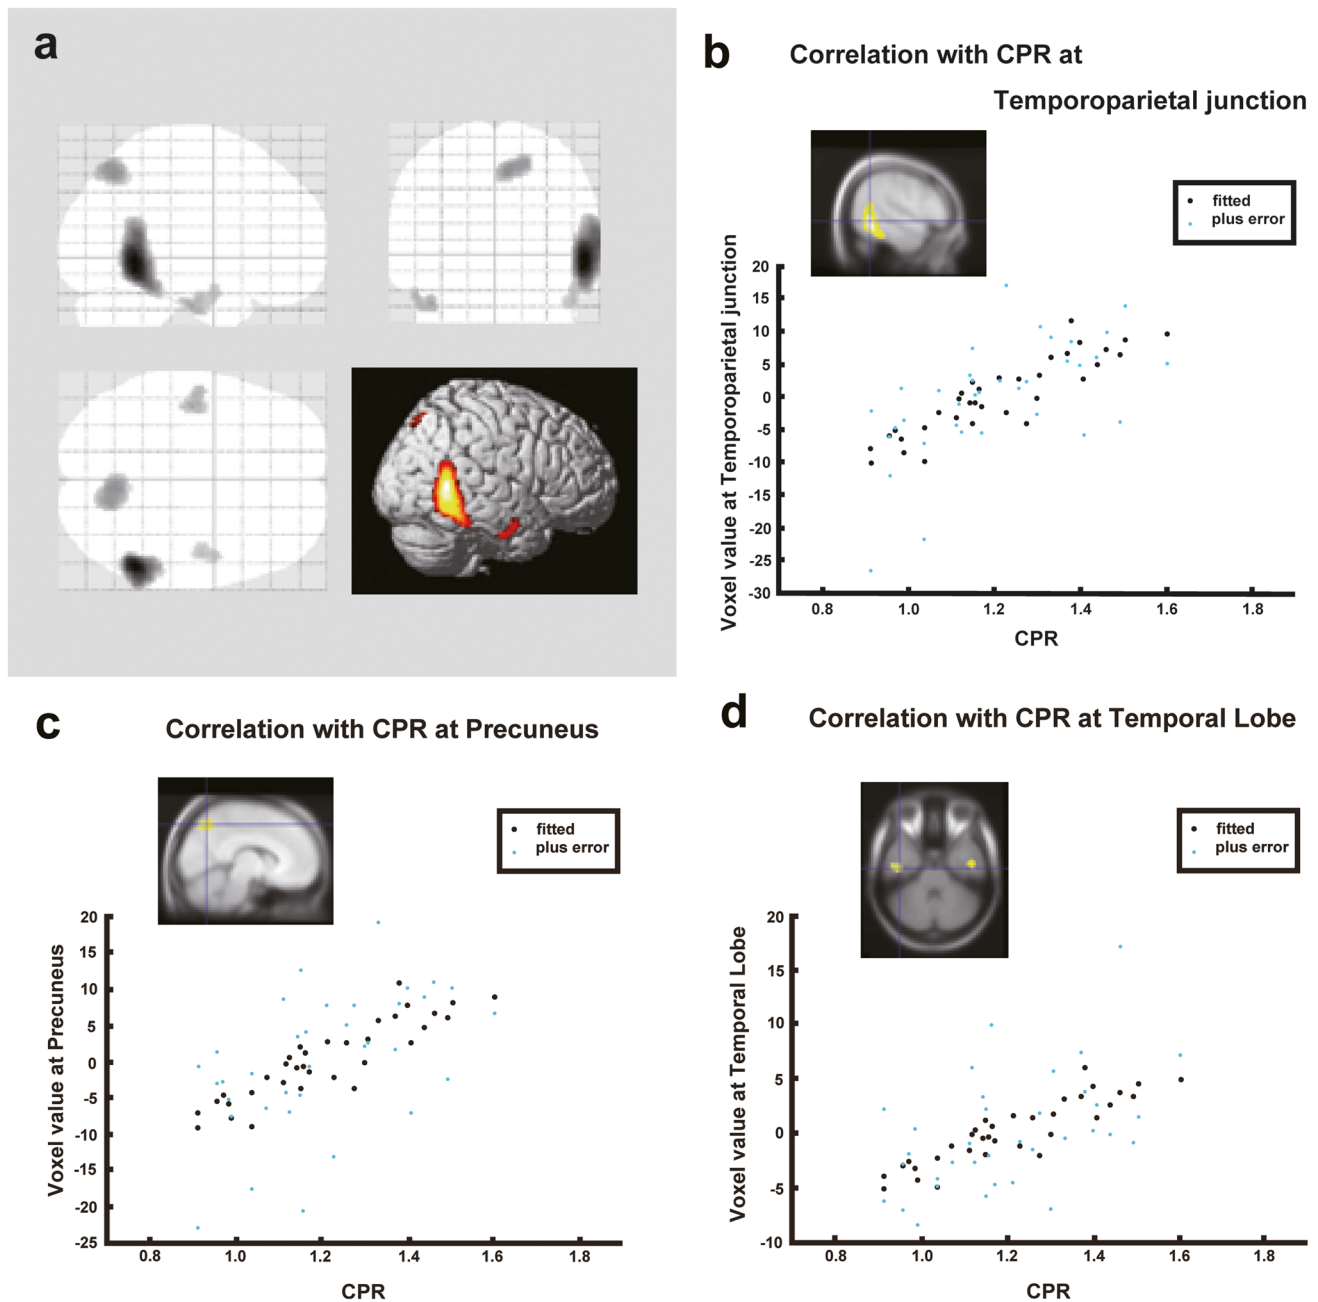 a
b
Correlation with CPR at
Temporoparietal junction
fitted
plus error
Voxel value at Temporoparietal junction
20
15
10
5
0
-5
-10
-15
-20
-25
-30
0.8 1.0 1.2 1.4 1.6 1.8
CPR
c
Correlation with CPR at Precuneus
fitted
plus error
Voxel value at Precuneus
20
15
10
5
0
-5
-10
-15
-20
-25
0.8 1.0 1.2 1.4 1.6 1.8
CPR
d
Correlation with CPR at Temporal Lobe
fitted
plus error
Voxel value at Temporal Lobe
20
15
10
5
0
-5
-10
0.8 1.0 1.2 1.4 1.6 1.8
CPR